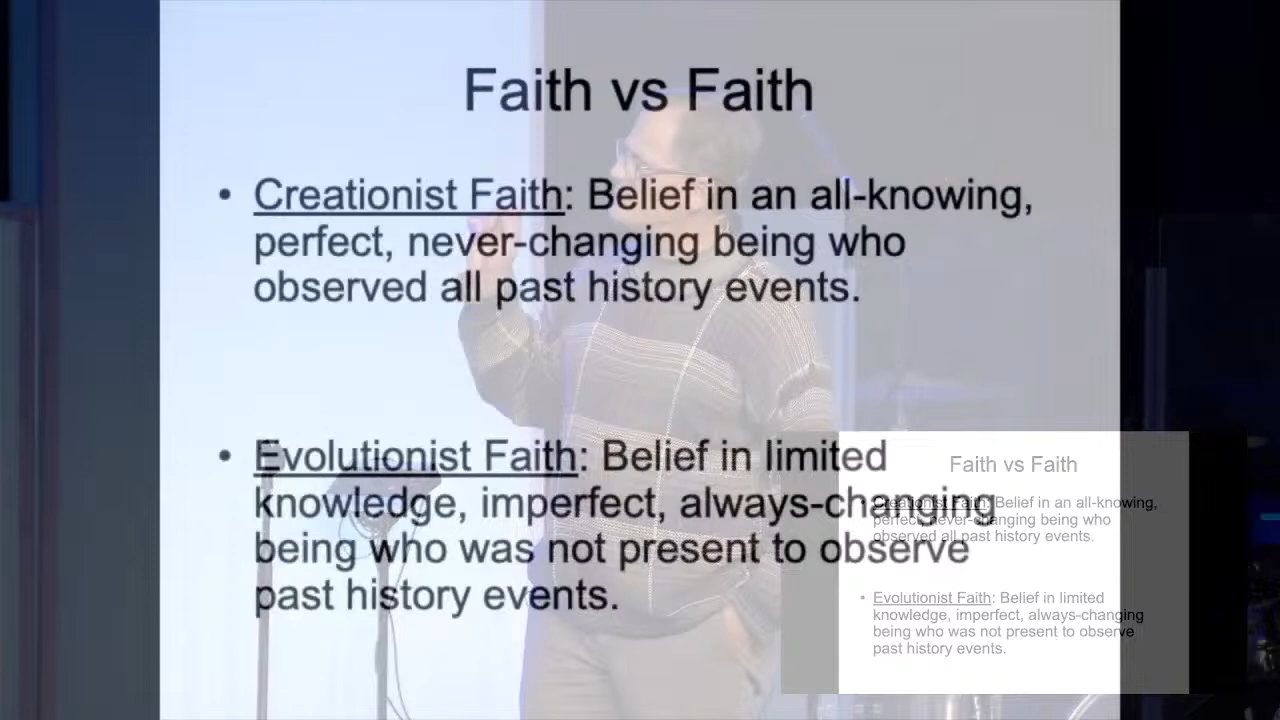 Faith vs Faith
• Creationist Faith: Belief in an all-knowing,
perfect, never-changing being who
observed all past history events.
• Evolutionist Faith: Belief in limited
knowledge, imperfect, always-changing
being who was not present to observe
past history events.
Faith vs Faith
• Creationist Faith: Belief in an all-knowing,
perfect, never-changing being who
observed all past history events.
• Evolutionist Faith: Belief in limited
knowledge, imperfect, always-changing
being who was not present to observe
past history events.